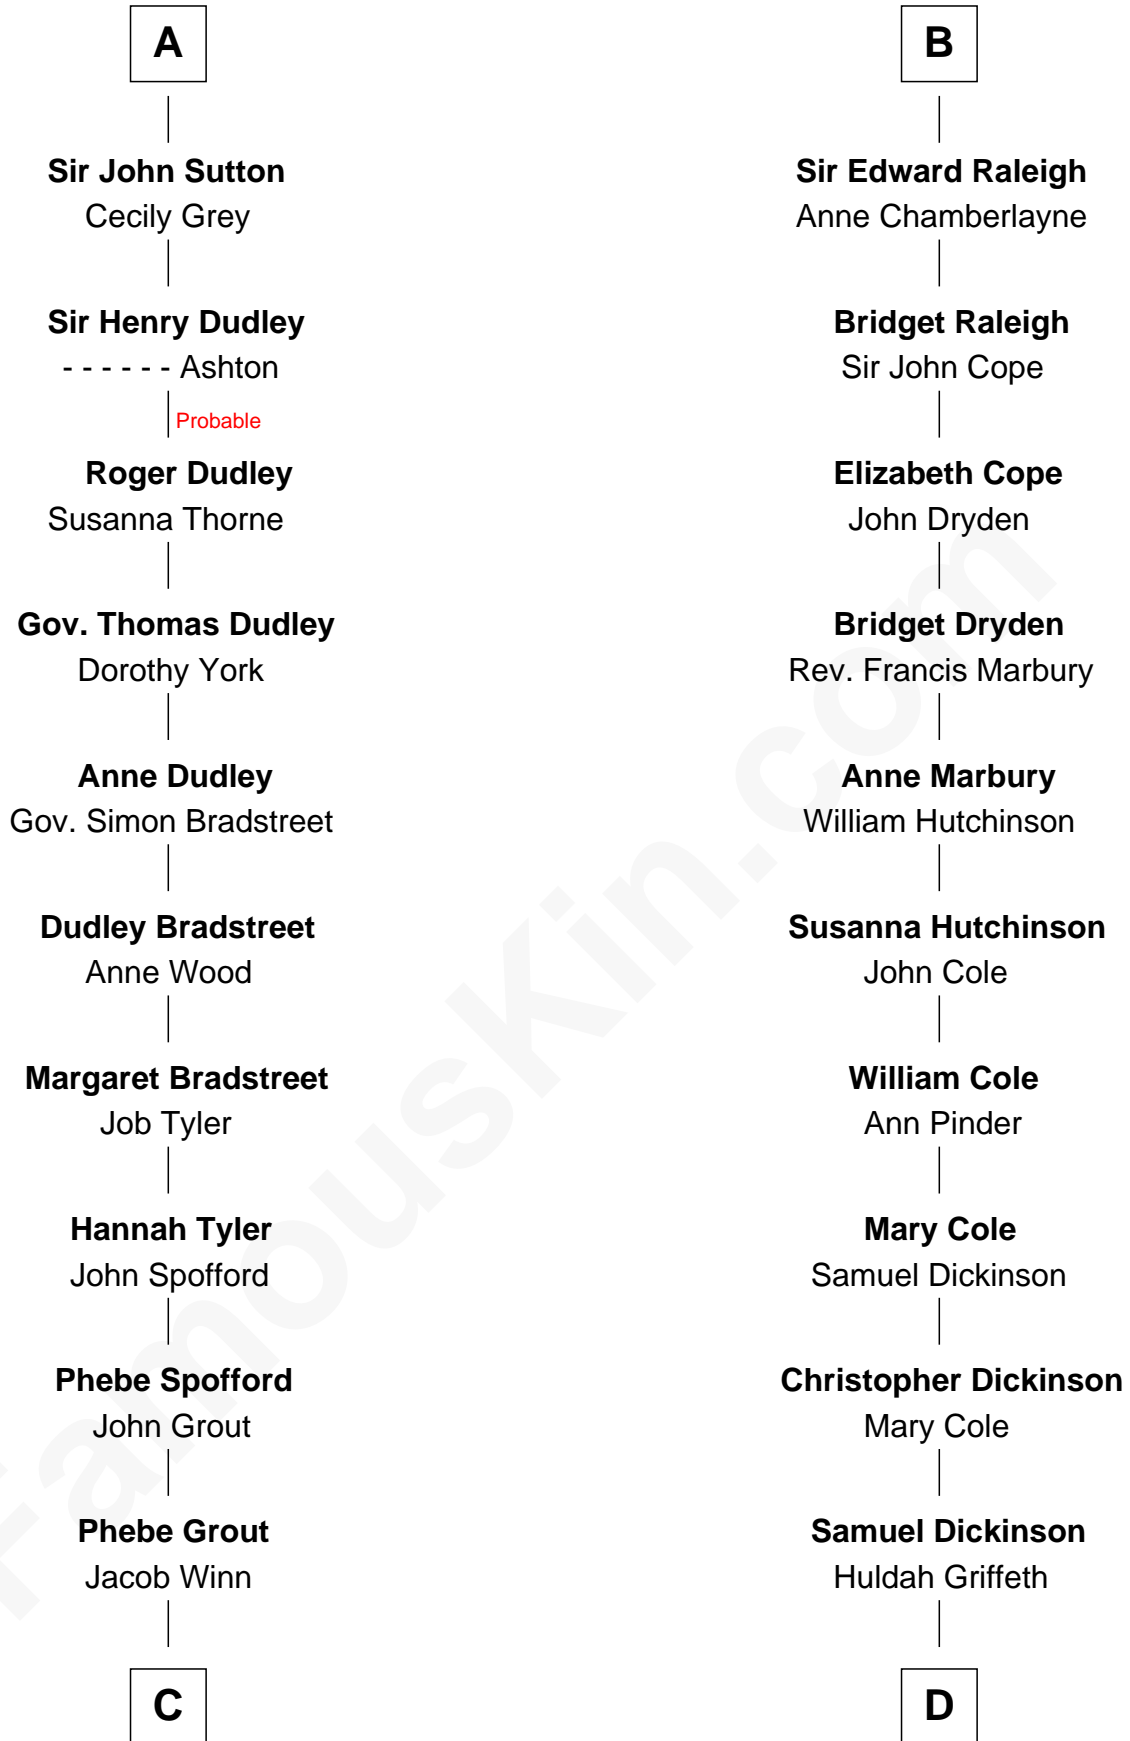 A
Sir John Sutton
Cecily Grey
Sir Henry Dudley
- - - - - - Ashton
Probable
Roger Dudley
Susanna Thorne
Gov. Thomas Dudley
Dorothy York
Anne Dudley
Gov. Simon Bradstreet
Dudley Bradstreet
Anne Wood
Margaret Bradstreet
Job Tyler
Hannah Tyler
John Spofford
Phebe Spofford
John Grout
Phebe Grout
Jacob Winn
C
B
Sir Edward Raleigh
Anne Chamberlayne
Bridget Raleigh
Sir John Cope
Elizabeth Cope
John Dryden
Bridget Dryden
Rev. Francis Marbury
Anne Marbury
William Hutchinson
Susanna Hutchinson
John Cole
William Cole
Ann Pinder
Mary Cole
Samuel Dickinson
Christopher Dickinson
Mary Cole
Samuel Dickinson
Huldah Griffeth
D
FamousKin.com